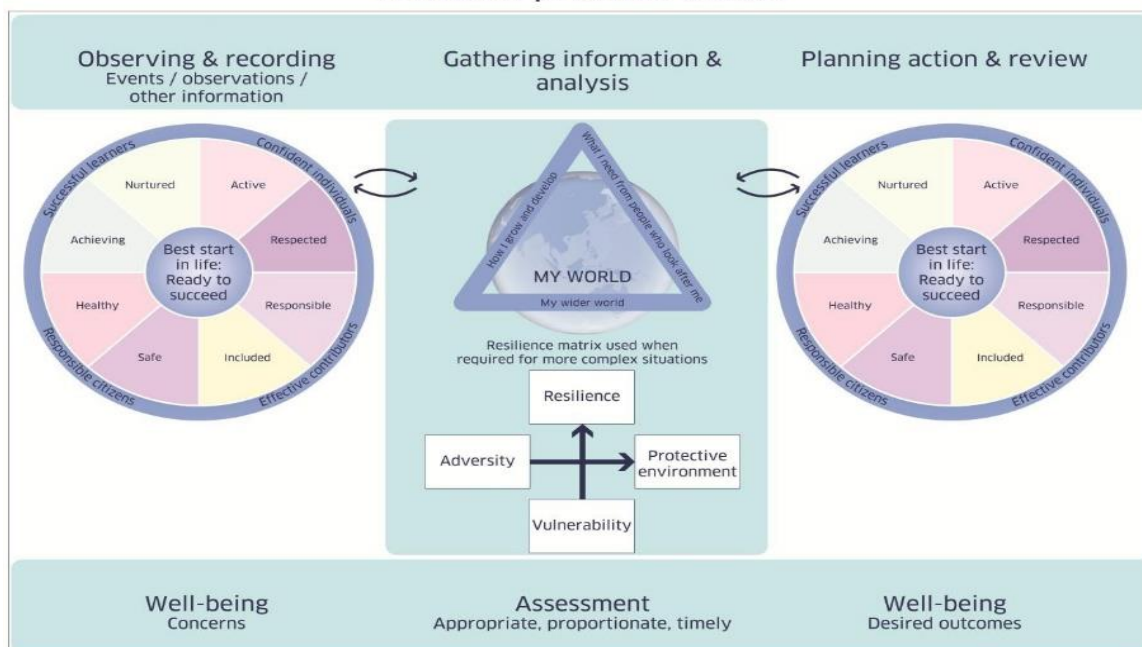 Observing & recording
Events / observations /
other information
Gathering information &
analysis
Planning action & review
Successful learners
Confident individuals
Nurtured
Active
Achieving
Respected
Best start
in life:
Ready to
succeed
Healthy
Responsible
Safe
Included
Responsible citizens
Effective contributors
How I grow and develop
What I need from people who look after me
MY WORLD
My wider world
Resilience matrix used when
required for more complex situations
Resilience
Adversity
Protective
environment
Vulnerability
Successful learners
Confident individuals
Nurtured
Active
Achieving
Respected
Best start
in life:
Ready to
succeed
Healthy
Responsible
Safe
Included
Responsible citizens
Effective contributors
Well-being
Concerns
Assessment
Appropriate, proportionate, timely
Well-being
Desired outcomes